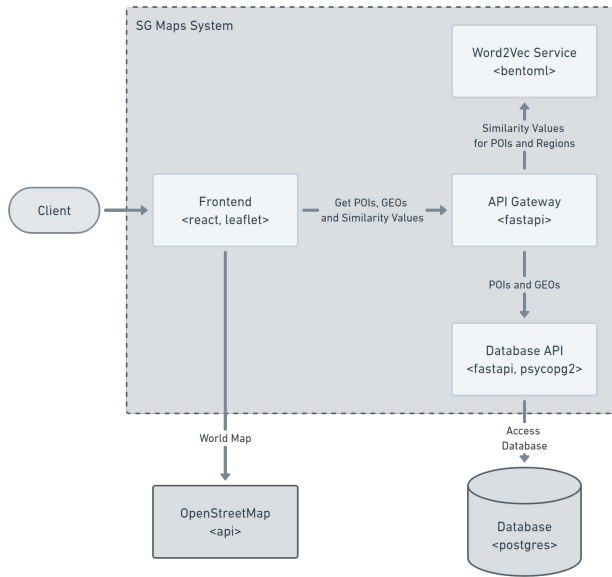 SG Maps System
Word2Vec Service
<bentoml>
Similarity Values
for POIs and Regions
Client
Frontend
<react, leaflet>
Get POIs, GEOs
and Similarity Values
API Gateway
<fastapi>
POIs and GEOs
Database API
<fastapi, psycopg2>
World Map
Access
Database
OpenStreetMap
<api>
Database
<postgres>